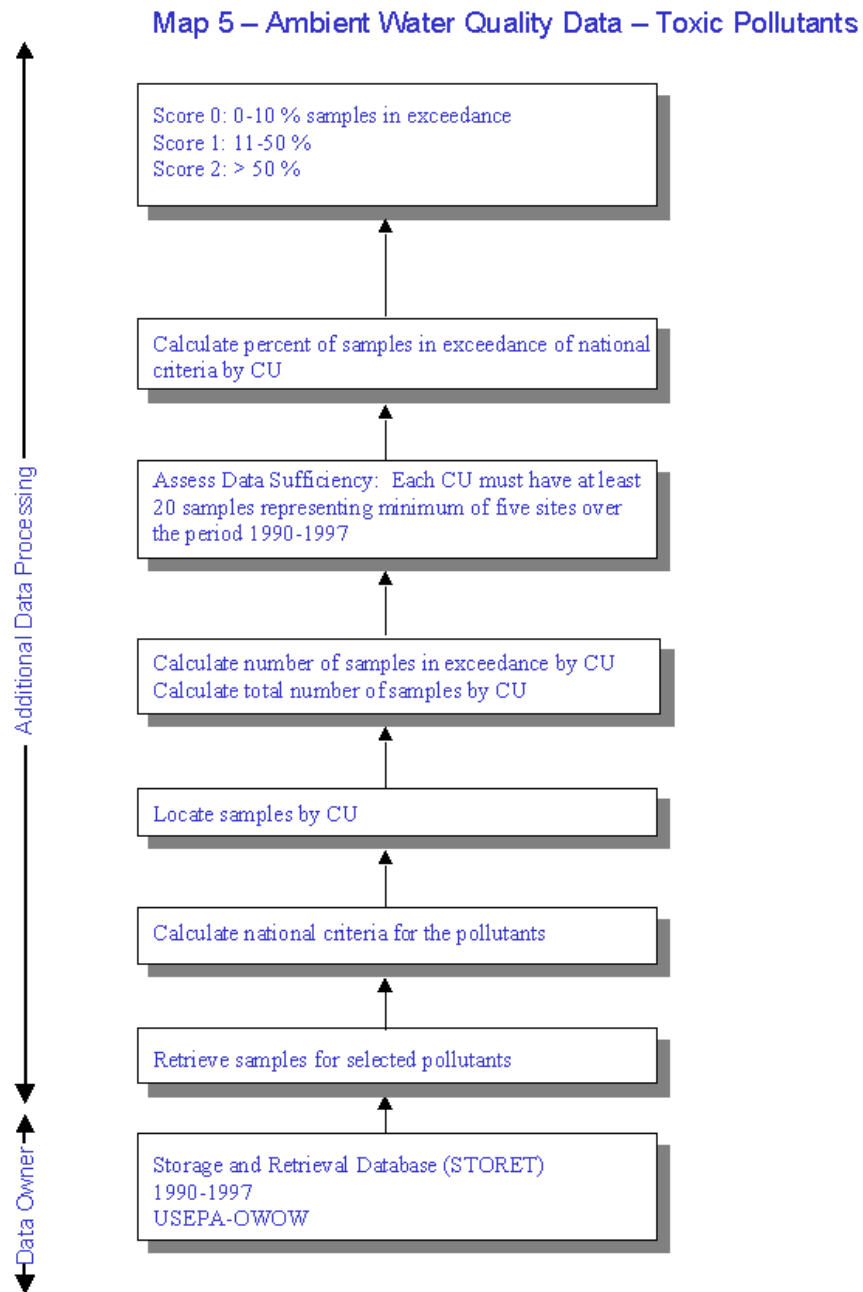 Map 5 – Ambient Water Quality Data – Toxic Pollutants
Score 0: 0-10 % samples in exceedance
Score 1: 11-50 %
Score 2: > 50 %
Calculate percent of samples in exceedance of national
criteria by CU
Assess Data Sufficiency: Each CU must have at least
20 samples representing minimum of five sites over
the period 1990-1997
Calculate number of samples in exceedance by CU
Calculate total number of samples by CU
Locate samples by CU
Calculate national criteria for the pollutants
Retrieve samples for selected pollutants
Storage and Retrieval Database (STORET)
1990-1997
USEPA-OWOW
Additional Data Processing
Data Owner